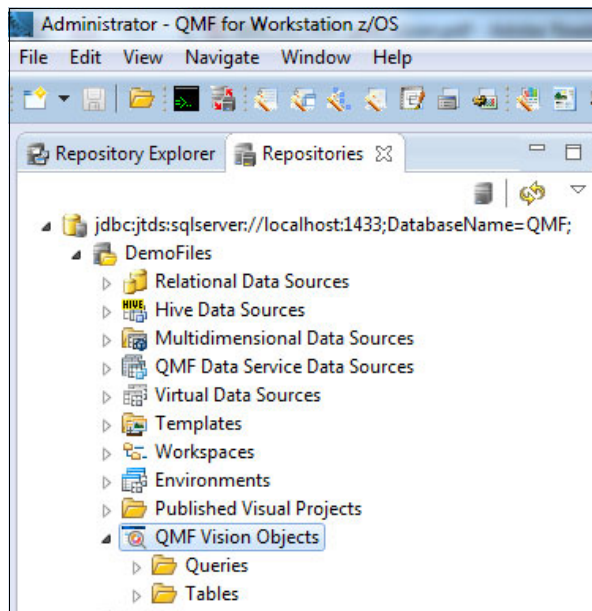 Administrator - QMF for Workstation z/OS
File Edit View Navigate Window Help
Repository Explorer Repositories
jdbc:jtds:sqlserver://localhost:1433;DatabaseName=QMF;
DemoFiles
Relational Data Sources
HIVE Hive Data Sources
Multidimensional Data Sources
QMF Data Service Data Sources
Virtual Data Sources
Templates
Workspaces
Environments
Published Visual Projects
QMF Vision Objects
Queries
Tables